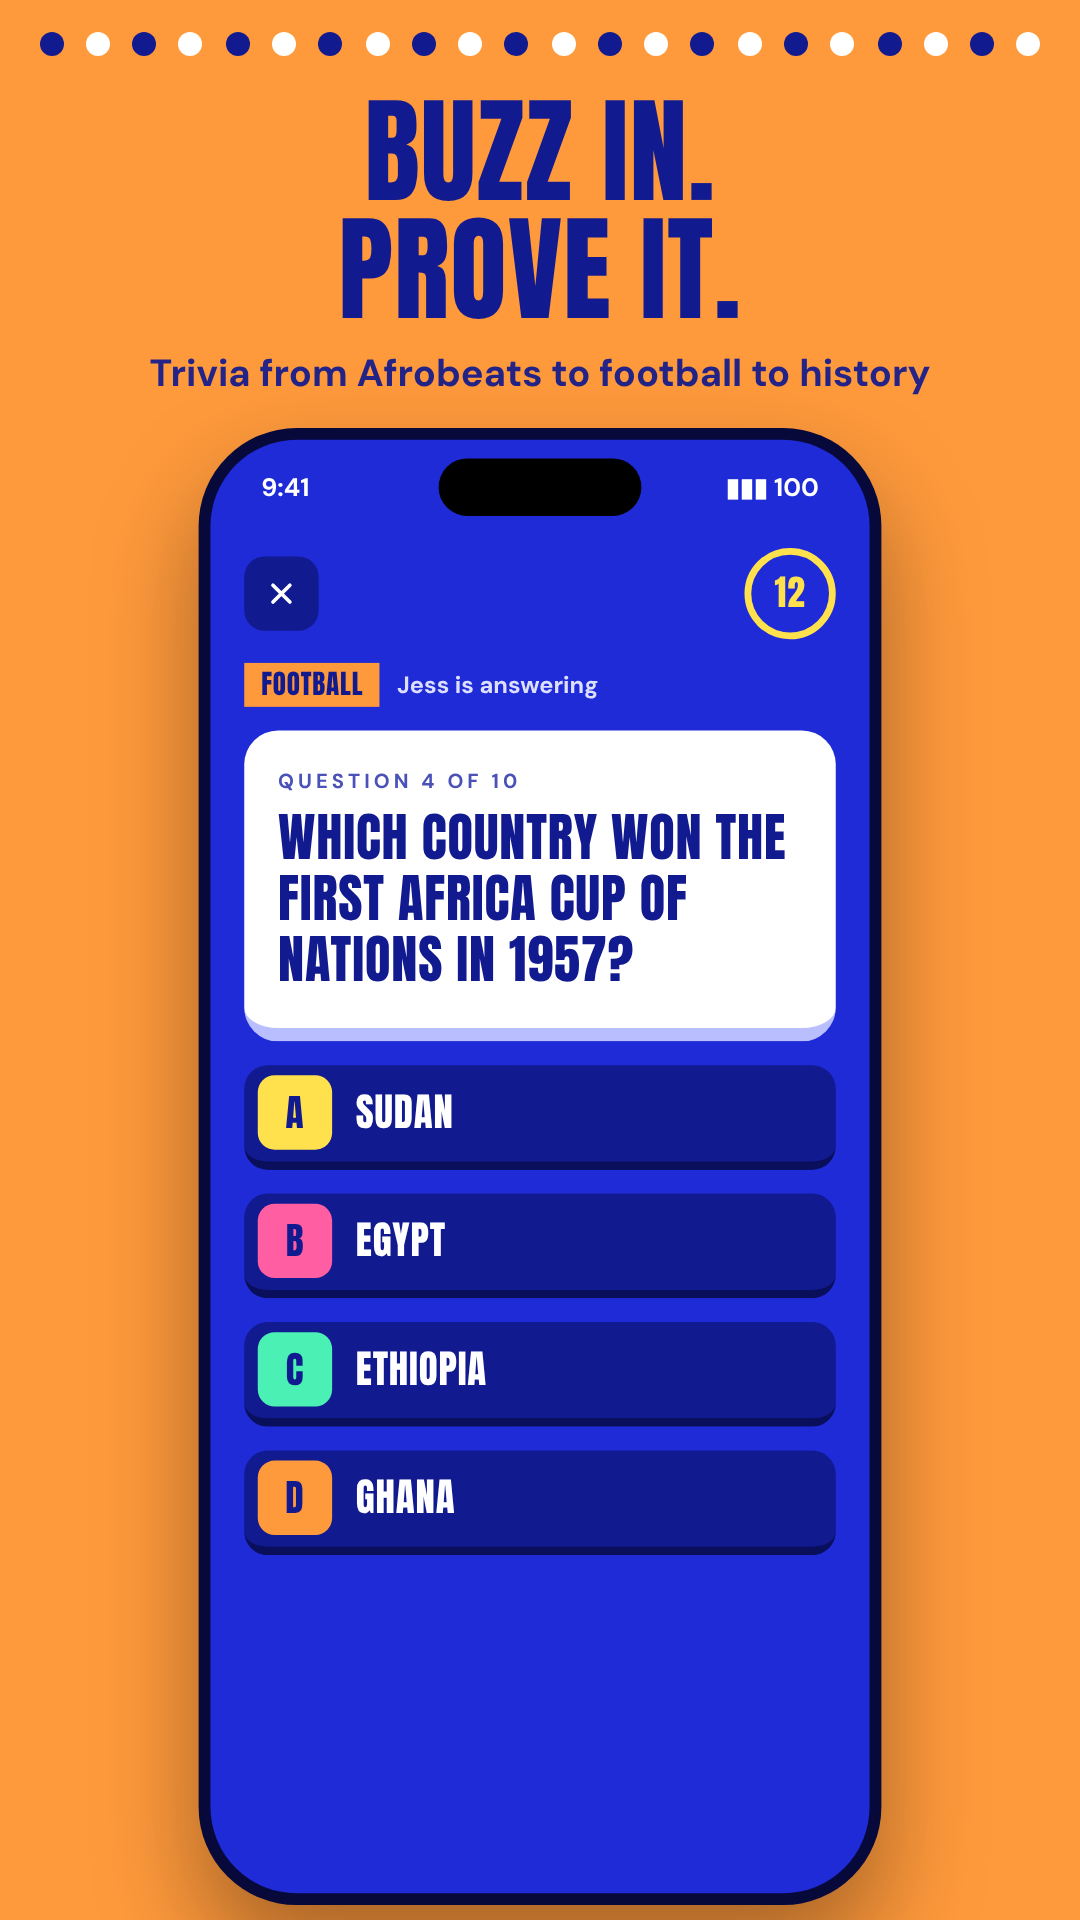 BUZZ IN.
PROVE IT.
Trivia from Afrobeats to football to history
9:41
100
12
FOOTBALL
Jess is answering
QUESTION 4 OF 10
WHICH COUNTRY WON THE
FIRST AFRICA CUP OF
NATIONS IN 1957?
A SUDAN
B EGYPT
C ETHIOPIA
D GHANA